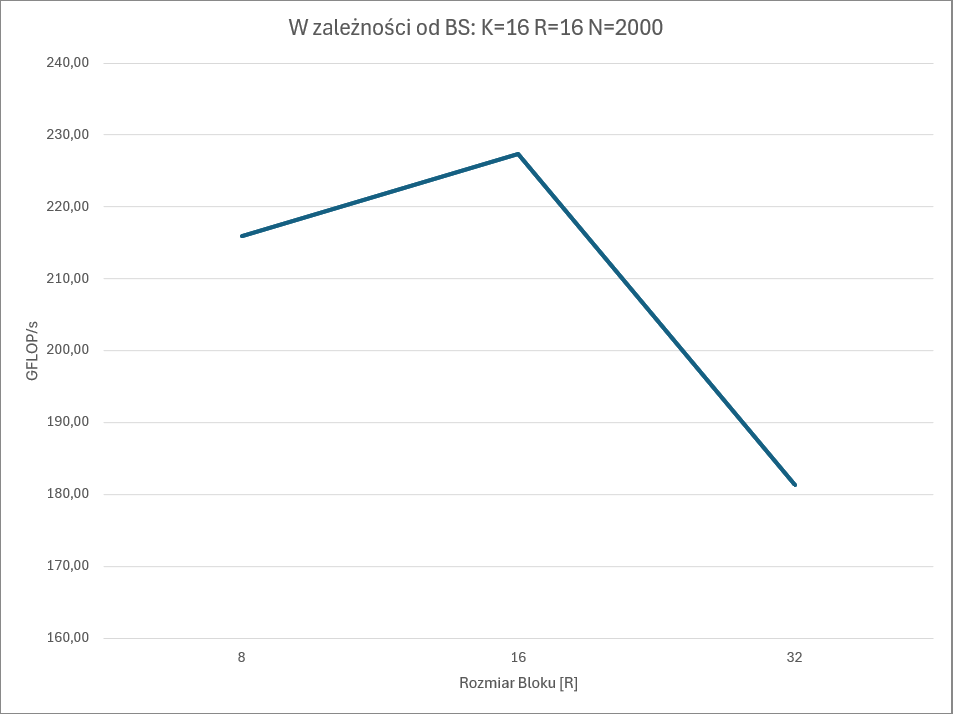 W zależności od BS: K=16 R=16 N=2000
240,00
230,00
220,00
210,00
200,00
190,00
180,00
170,00
160,00
GFLOP/s
8 16 32
Rozmiar Bloku [R]